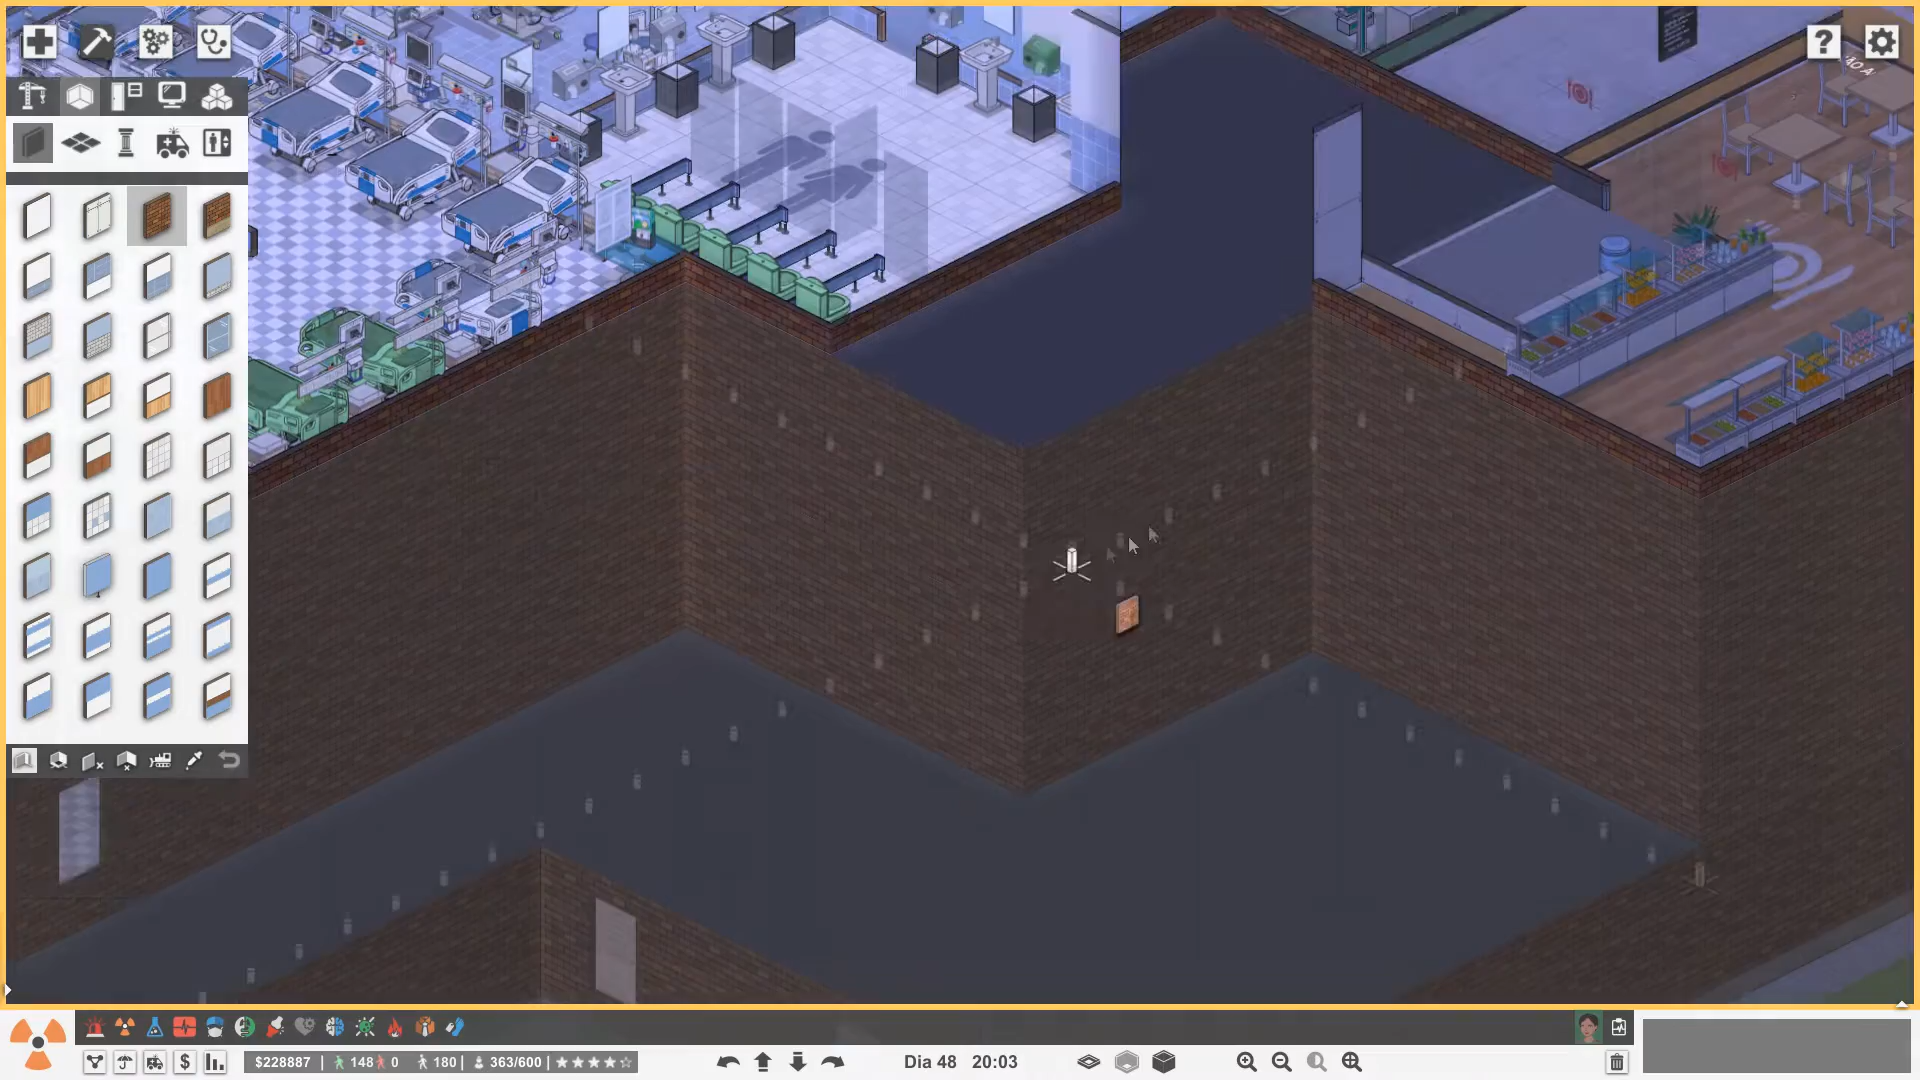 ?
$
$228887 | 148 0 | 180 | 363/600 |
Dia 48 20:03